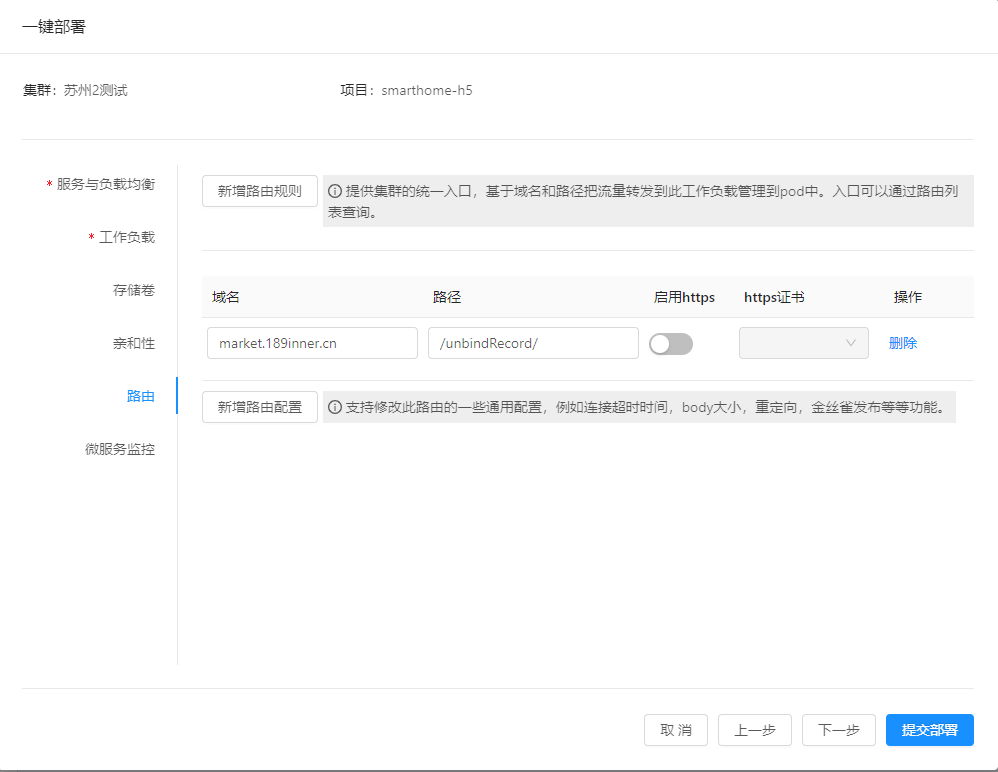 一键部署
集群：苏州2测试 项目：smarthome-h5
* 服务与负载均衡
* 工作负载
存储卷
亲和性
路由
微服务监控
新增路由规则
提供集群的统一入口，基于域名和路径把流量转发到此工作负载管理到pod中。入口可以通过路由列
表查询。
域名 路径 启用https https证书 操作
market.189inner.cn /unbindRecord/ 删除
新增路由配置 支持修改此路由的一些通用配置，例如连接超时时间，body大小，重定向，金丝雀发布等等功能。
取 消 上一步 下一步 提交部署